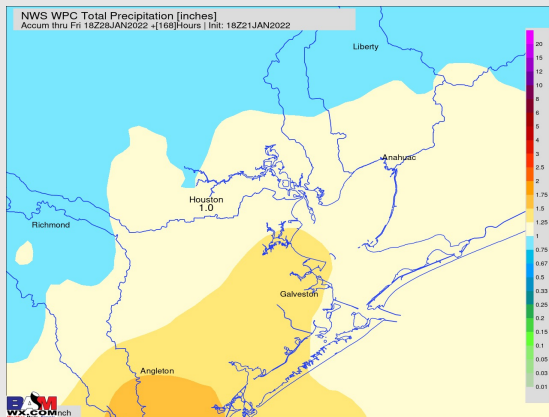 NWS WPC Total Precipitation [inches]
Accum thru Fri 18Z28JAN2022 +[168]Hours | Init: 18Z21JAN2022
Liberty
Anahuac
Houston
1.0
Richmond
Galveston
Angleton
20
15
12
10
8
6
5
4
3
2.5
2
1.75
1.5
1.25
1
0.75
0.67
0.5
0.33
0.25
0.2
0.15
0.1
0.05
0.03
0.01
BAM
WX.COM
nch